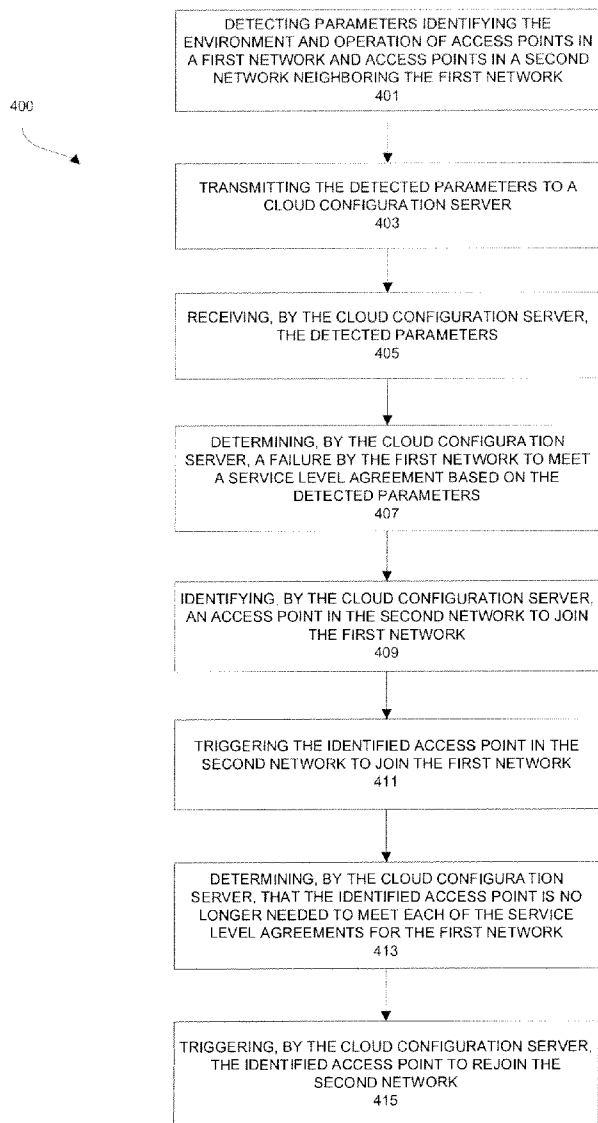 DETECTING PARAMETERS IDENTIFYING THE
ENVIRONMENT AND OPERATION OF ACCESS POINTS IN
A FIRST NETWORK AND ACCESS POINTS IN A SECOND
NETWORK NEIGHBORING THE FIRST NETWORK
401
400
TRANSMITTING THE DETECTED PARAMETERS TO A
CLOUD CONFIGURATION SERVER
403
RECEIVING, BY THE CLOUD CONFIGURATION SERVER,
THE DETECTED PARAMETERS
405
DETERMINING, BY THE CLOUD CONFIGURATION
SERVER, A FAILURE BY THE FIRST NETWORK TO MEET
A SERVICE LEVEL AGREEMENT BASED ON THE
DETECTED PARAMETERS
407
IDENTIFYING, BY THE CLOUD CONFIGURATION SERVER,
AN ACCESS POINT IN THE SECOND NETWORK TO JOIN
THE FIRST NETWORK
409
TRIGGERING THE IDENTIFIED ACCESS POINT IN THE
SECOND NETWORK TO JOIN THE FIRST NETWORK
411
DETERMINING, BY THE CLOUD CONFIGURATION
SERVER, THAT THE IDENTIFIED ACCESS POINT IS NO
LONGER NEEDED TO MEET EACH OF THE SERVICE
LEVEL AGREEMENTS FOR THE FIRST NETWORK
413
TRIGGERING, BY THE CLOUD CONFIGURATION SERVER,
THE IDENTIFIED ACCESS POINT TO REJOIN THE
SECOND NETWORK
415